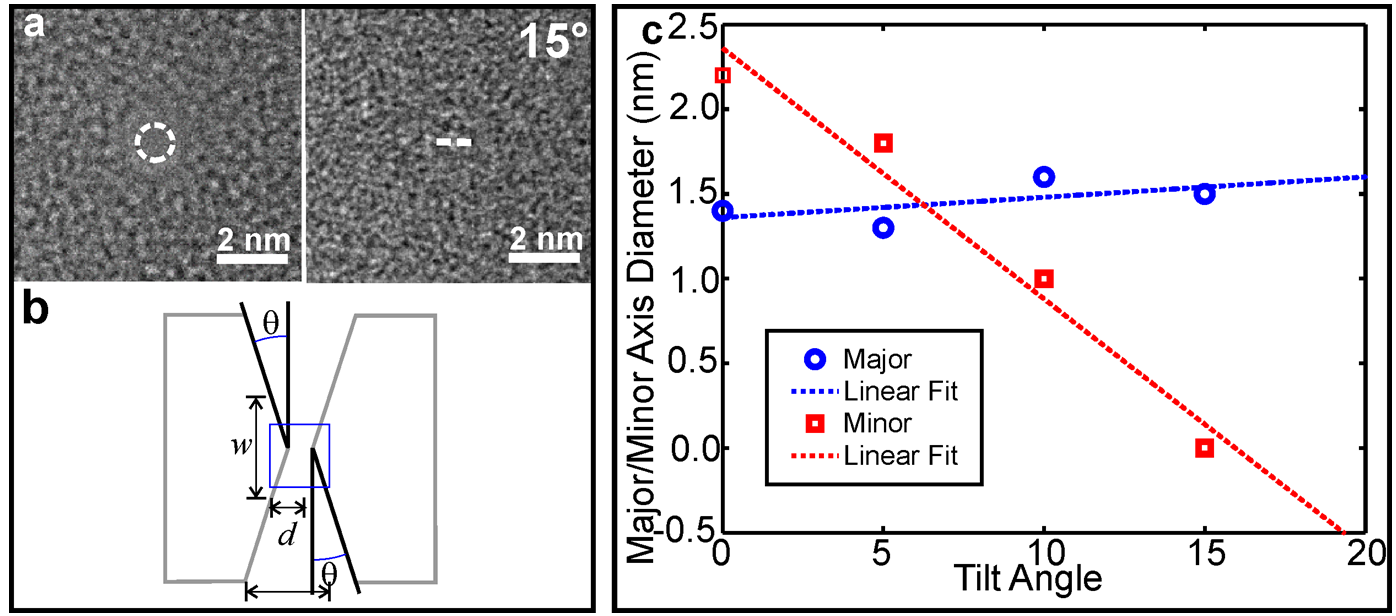 a
15°
2 nm
2 nm
b
θ
w
d
θ
c
Major/Minor Axis Diameter (nm)
2.5
2.0
1.5
1.0
0.5
0.0
-0.5
0
5
10
15
20
Tilt Angle
Major
Linear Fit
Minor
Linear Fit